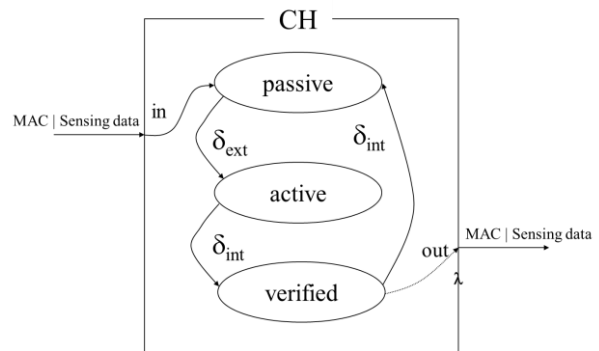 CH
passive
in
MAC | Sensing data
δext
δint
active
δint
MAC | Sensing data
out
λ
verified